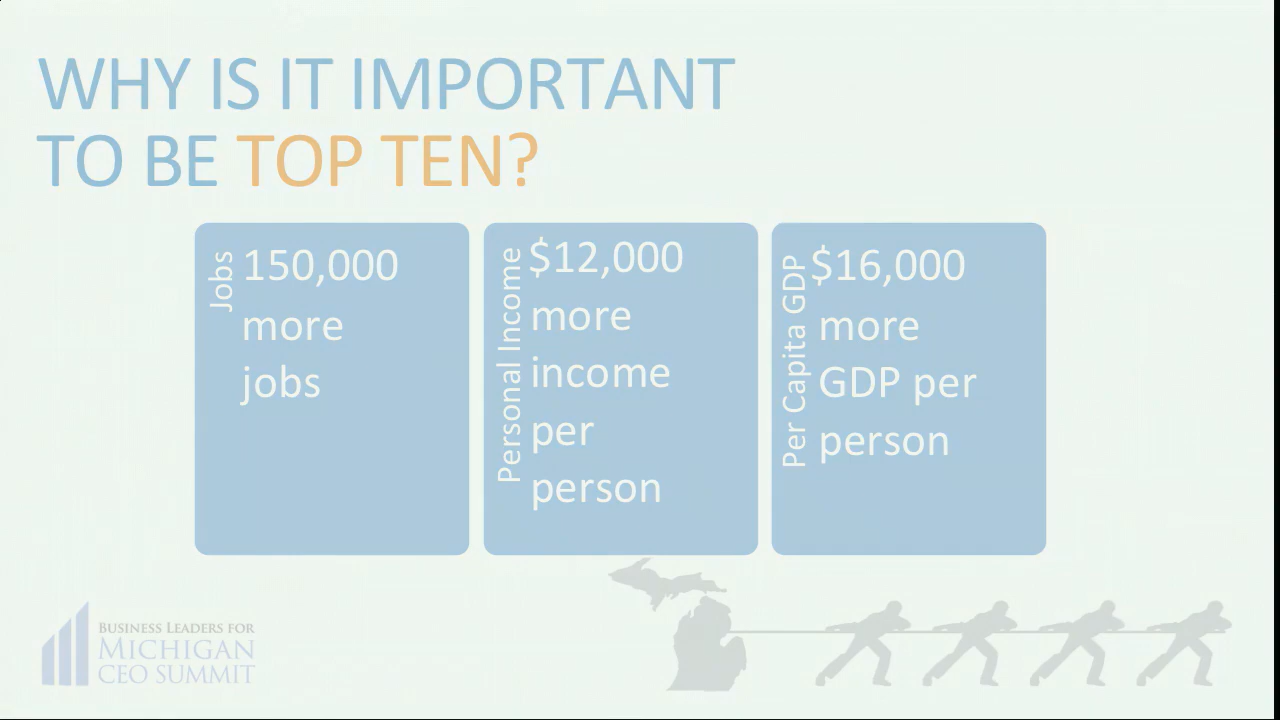 WHY IS IT IMPORTANT
TO BE TOP TEN?
Jobs
150,000
more
jobs
Personal Income
$12,000
more
income
per
person
Per Capita GDP
$16,000
more
GDP per
person
BUSINESS LEADERS FOR
MICHIGAN
CEO SUMMIT